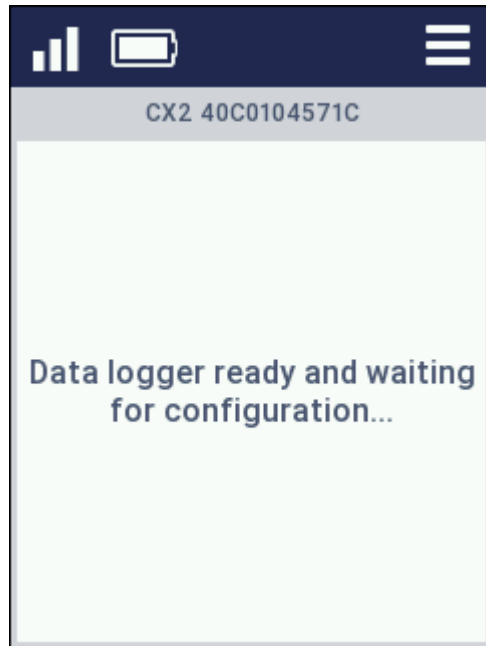 CX2 40C0104571C
Data logger ready and waiting
for configuration...